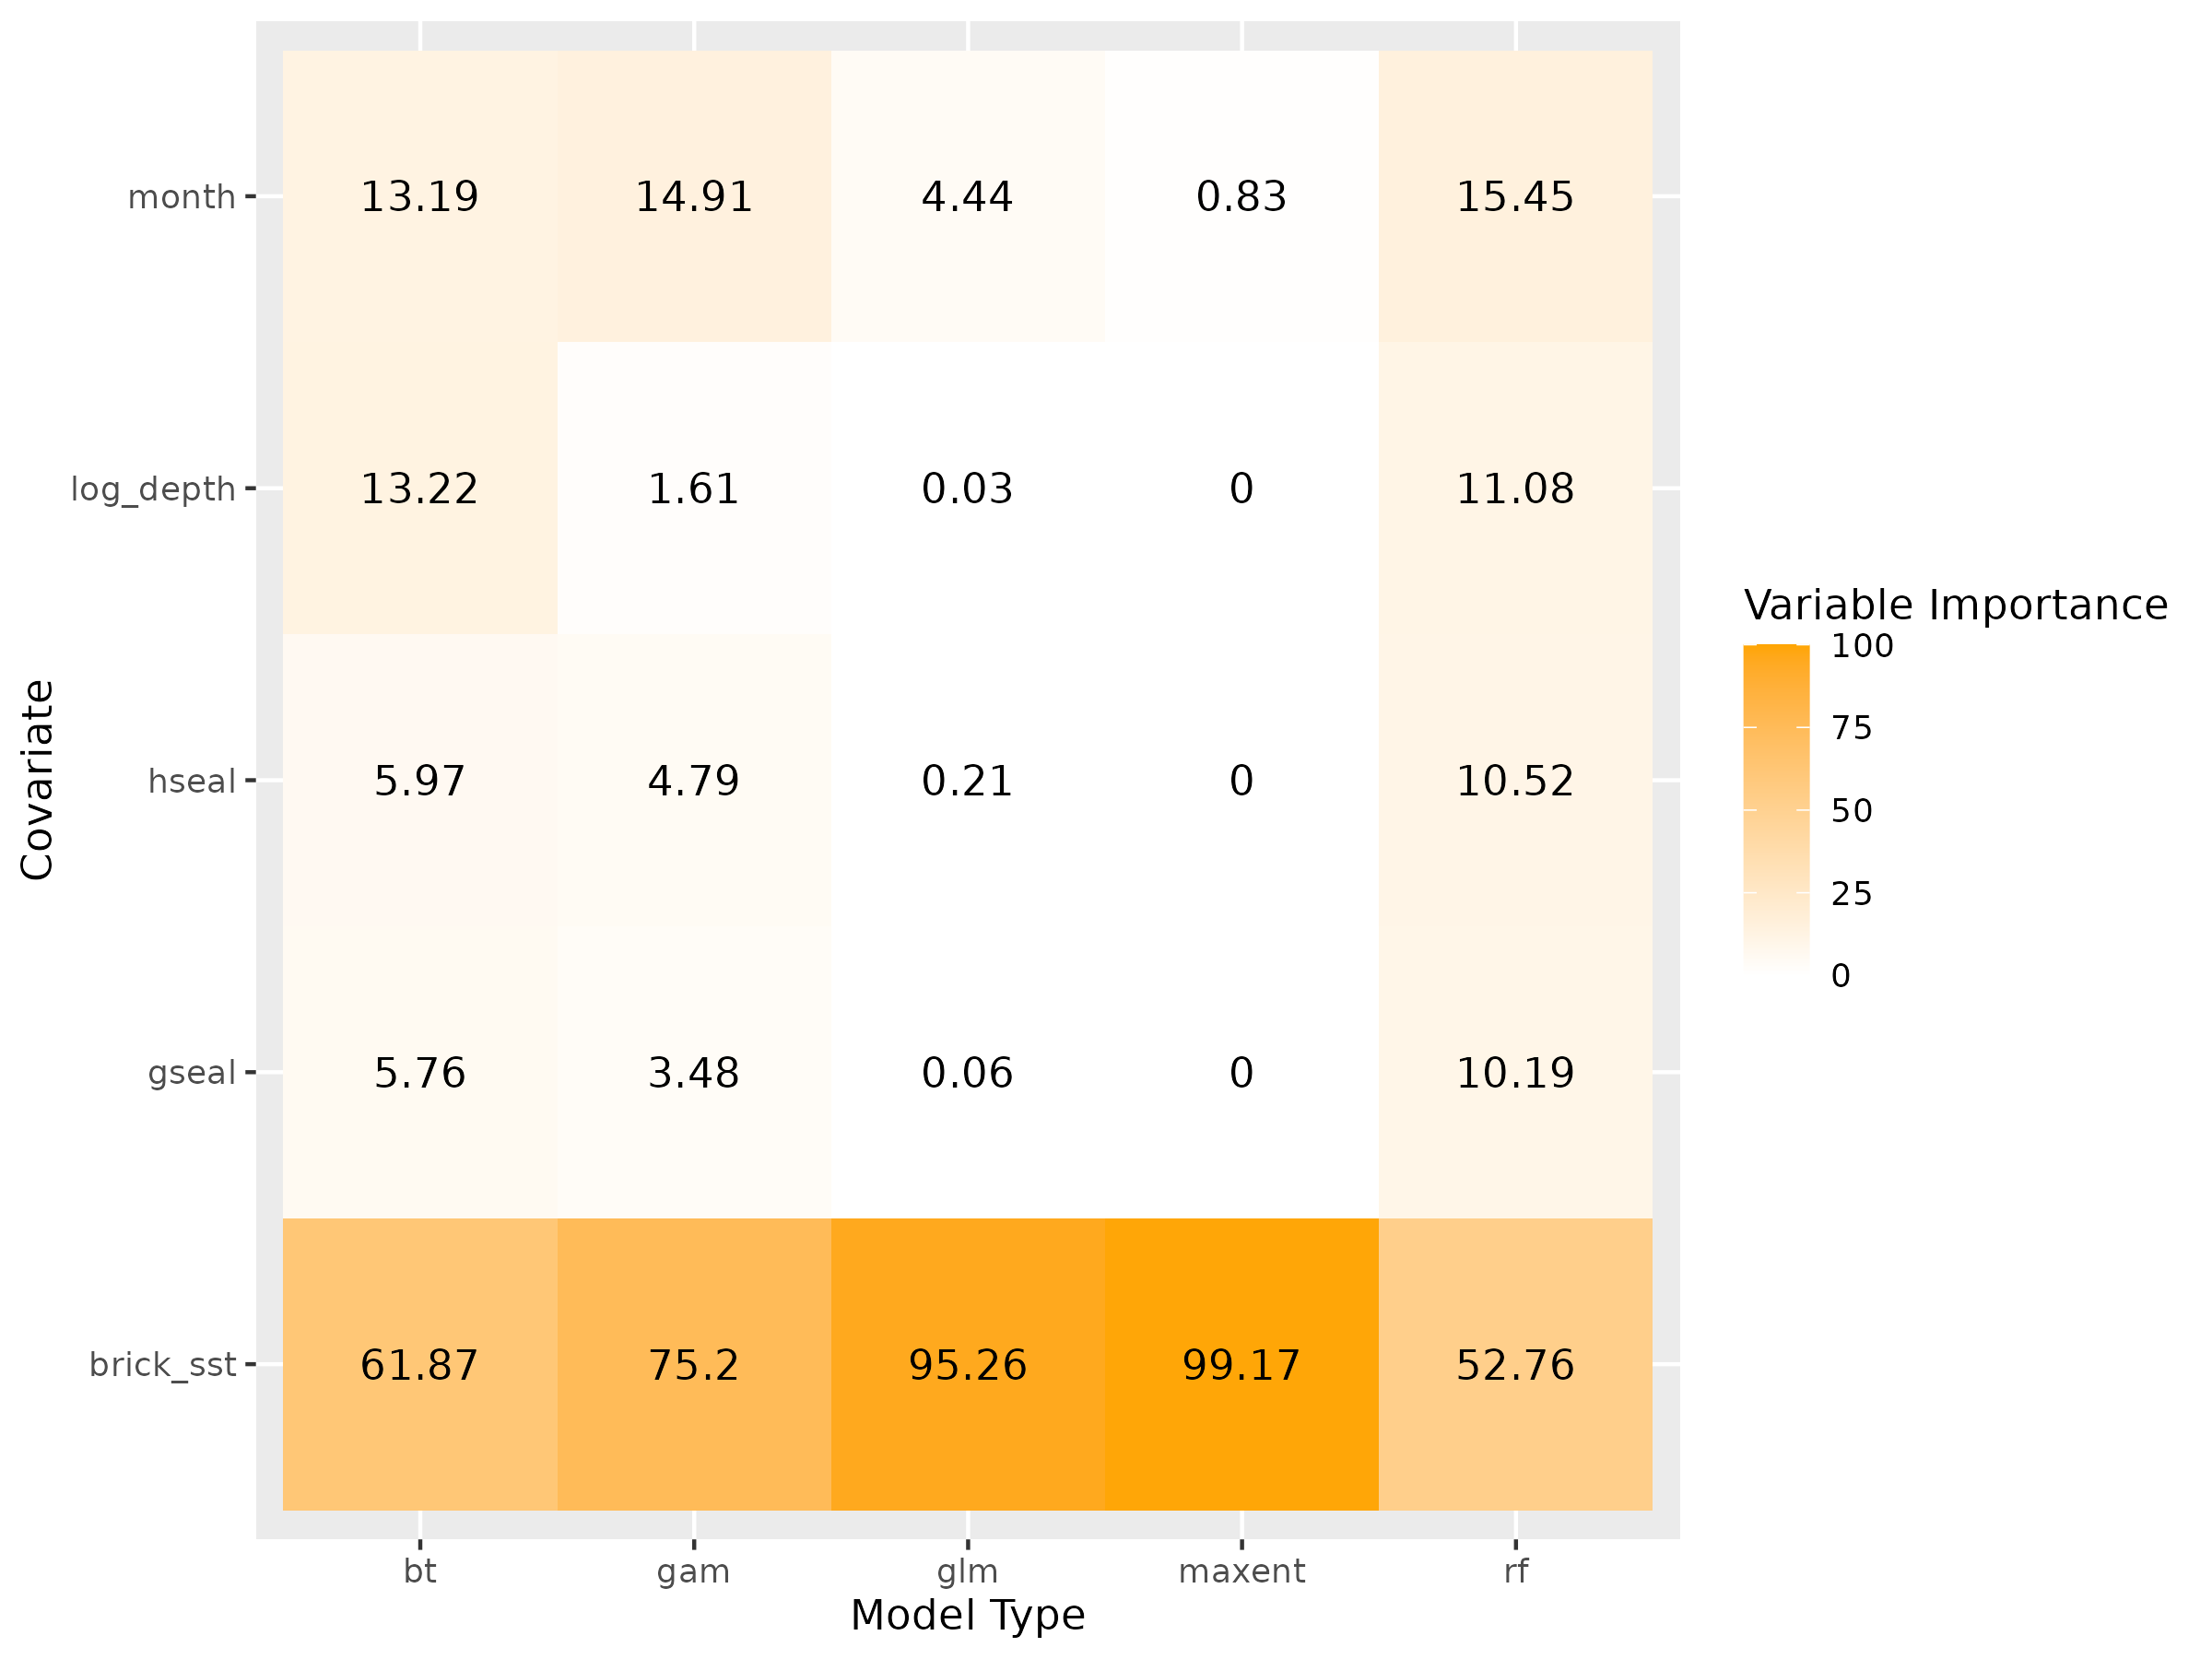 month 13.19 14.91 4.44 0.83 15.45
log_depth 13.22 1.61 0.03 0 11.08
hseal 5.97 4.79 0.21 0 10.52
gseal 5.76 3.48 0.06 0 10.19
brick_sst 61.87 75.2 95.26 99.17 52.76
bt gam glm maxent rf
Model Type
Covariate
Variable Importance
100
75
50
25
0